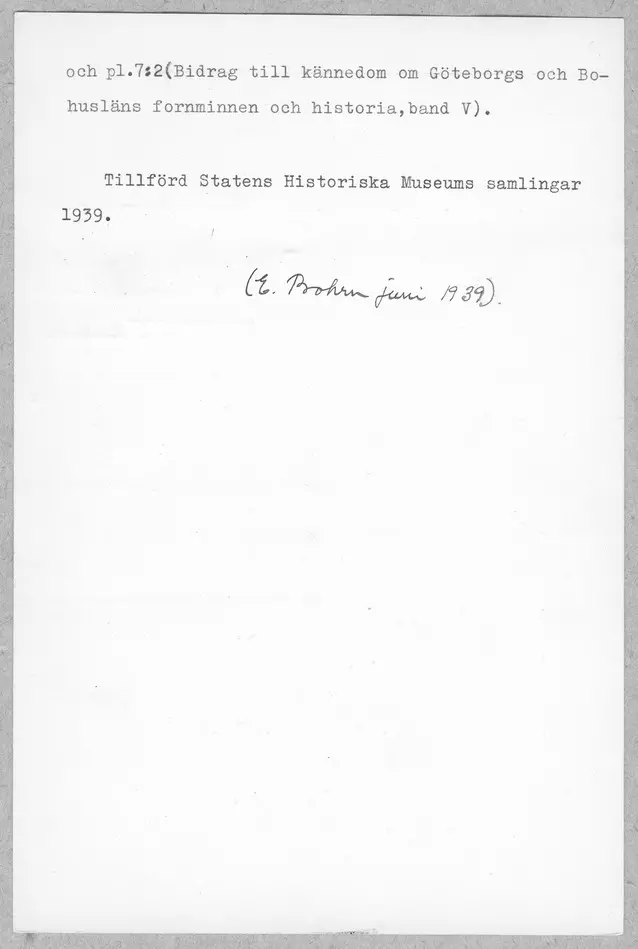 och pl.7:2(Bidrag till kännedom om Göteborgs och Bo-
husläns fornminnen och historia,band V).
Tillförd Statens Historiska Museums samlingar
1939.
(E. Bohrn juni 1939).